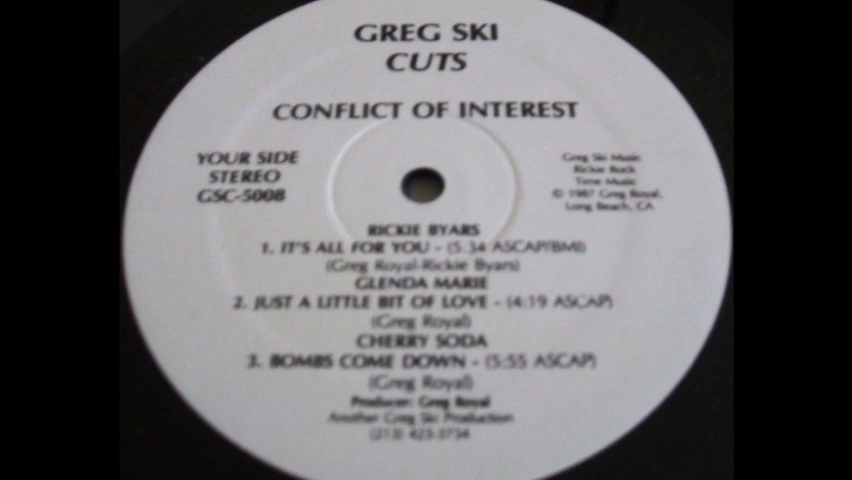 GREG SKI
CUTS
CONFLICT OF INTEREST
YOUR SIDE
STEREO
GSC-5008
Greg Ski Music
Rickie Rock
Time Music
© 1987 Greg Royal,
Long Beach, CA
RICKIE BYARS
1. IT'S ALL FOR YOU - (5:34 ASCAP/BMI)
(Greg Royal-Rickie Byars)
GLENDA MARIE
2. JUST A LITTLE BIT OF LOVE - (4:19 ASCAP)
(Greg Royal)
CHERRY SODA
3. BOMBS COME DOWN - (5:55 ASCAP)
(Greg Royal)
Producer: Greg Royal
Another Greg Ski Production
(213) 423-3734